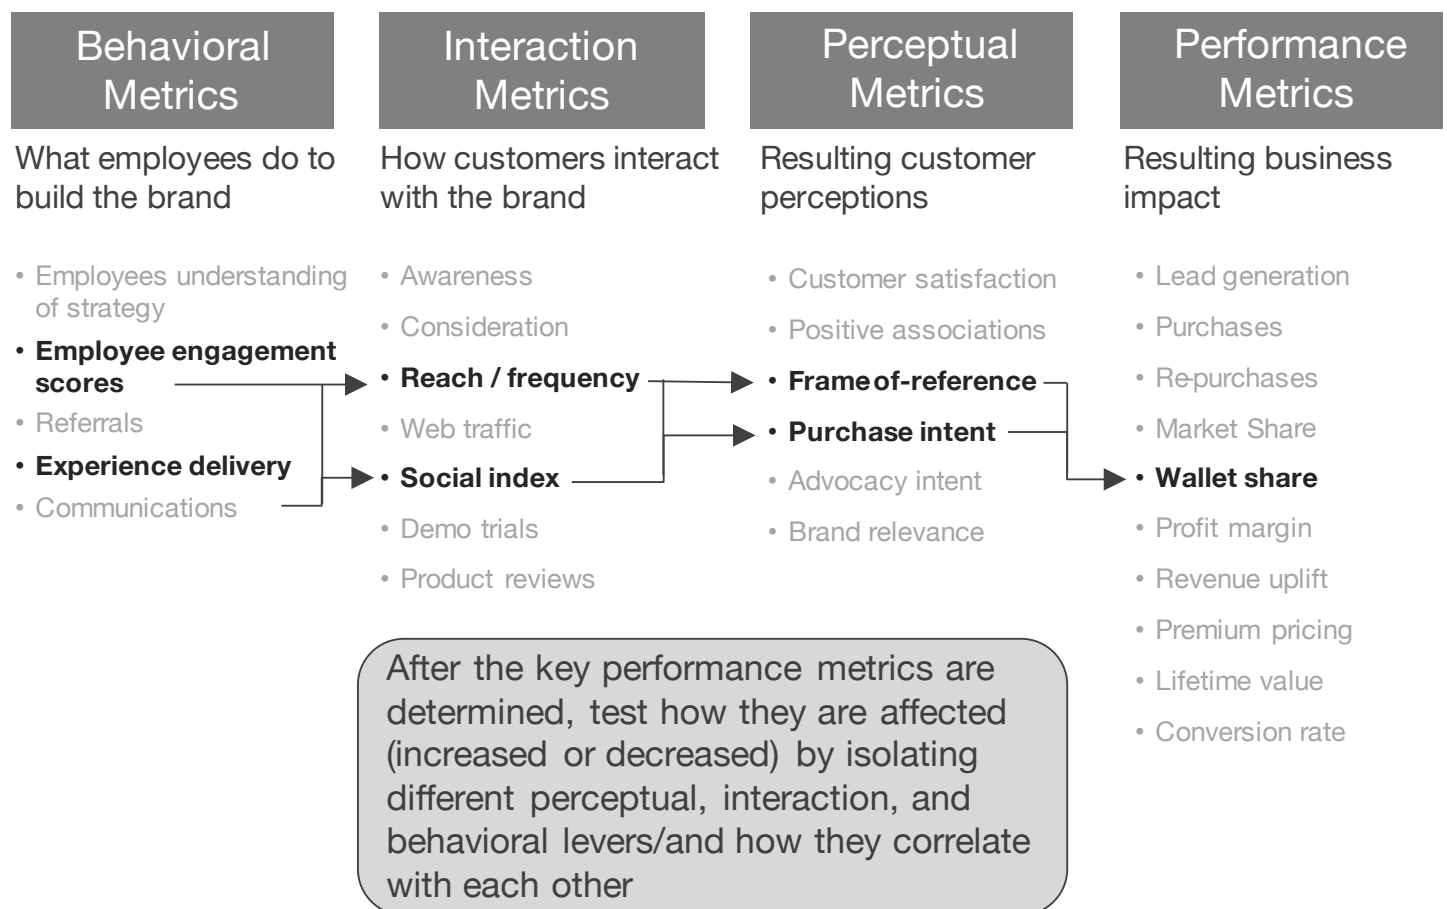 Behavioral
Metrics
What employees do to
build the brand
• Employees understanding
of strategy
• Employee engagement
scores
• Referrals
• Experience delivery
• Communications
Interaction
Metrics
How customers interact
with the brand
• Awareness
• Consideration
• Reach / frequency
• Web traffic
• Social index
• Demo trials
• Product reviews
Perceptual
Metrics
Resulting customer
perceptions
• Customer satisfaction
• Positive associations
• Frame of-reference
• Purchase intent
• Advocacy intent
• Brand relevance
Performance
Metrics
Resulting business
impact
• Lead generation
• Purchases
• Re-purchases
• Market Share
• Wallet share
• Profit margin
• Revenue uplift
• Premium pricing
• Lifetime value
• Conversion rate
After the key performance metrics are
determined, test how they are affected
(increased or decreased) by isolating
different perceptual, interaction, and
behavioral levers/and how they correlate
with each other